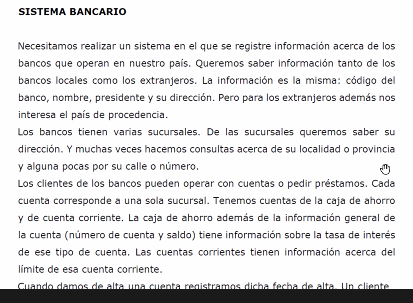 SISTEMA BANCARIO
Necesitamos realizar un sistema en el que se registre información acerca de los
bancos que operan en nuestro país. Queremos saber información tanto de los
bancos locales como los extranjeros. La información es la misma: código del
banco, nombre, presidente y su dirección. Pero para los extranjeros además nos
interesa el país de procedencia.
Los bancos tienen varias sucursales. De las sucursales queremos saber su
dirección. Y muchas veces hacemos consultas acerca de su localidad o provincia
y alguna pocas por su calle o número.
Los clientes de los bancos pueden operar con cuentas o pedir préstamos. Cada
cuenta corresponde a una sola sucursal. Tenemos cuentas de la caja de ahorro
y de cuenta corriente. La caja de ahorro además de la información general de
la cuenta (número de cuenta y saldo) tiene información sobre la tasa de interés
de ese tipo de cuenta. Las cuentas corrientes tienen información acerca del
límite de esa cuenta corriente.
Cuando damos de alta una cuenta registramos dicha fecha de alta. Un cliente